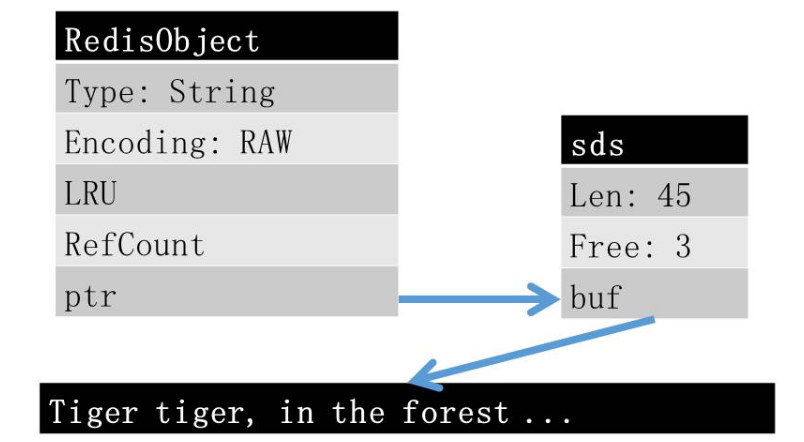 RedisObject
Type: String
Encoding: RAW
LRU
RefCount
ptr
sds
Len: 45
Free: 3
buf
Tiger tiger, in the forest ...